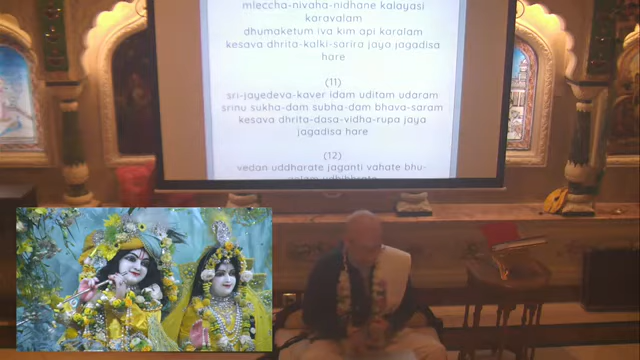 mleccha-nivaha-nidhane kalayasi
karavalam
dhumaketum iva kim api karalam
kesava dhrita-kalki-sarira jaya jagadisa
hare
(11)
sri-jayedeva-kaver idam uditam udaram
srinu sukha-dam subha-dam bhava-saram
kesava dhrita-dasa-vidha-rupa jaya
jagadisa hare
(12)
vedan uddharate jaganti vahate bhu-